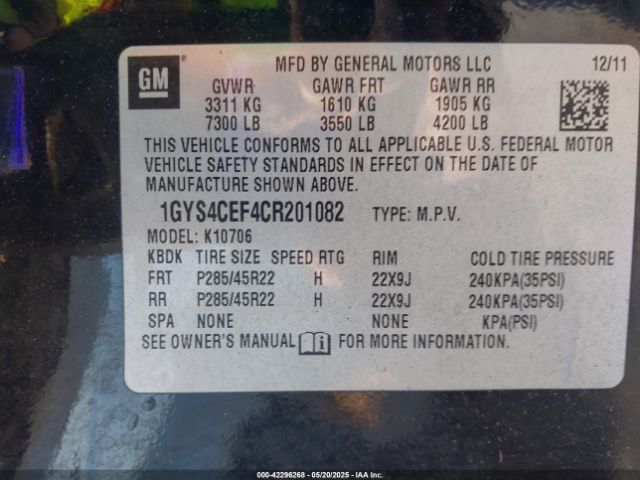 GM
MFD BY GENERAL MOTORS LLC 12/11
GVWR GAWR FRT GAWR RR
3311 KG 1610 KG 1905 KG
7300 LB 3550 LB 4200 LB
THIS VEHICLE CONFORMS TO ALL APPLICABLE U.S. FEDERAL MOTOR
VEHICLE SAFETY STANDARDS IN EFFECT ON THE DATE OF
MANUFACTURE SHOWN ABOVE.
1GYS4CEF4CR201082 TYPE: M.P.V.
MODEL: K10706
KBDK TIRE SIZE SPEED RTG RIM COLD TIRE PRESSURE
FRT P285/45R22 H 22X9J 240KPA(35PSI)
RR P285/45R22 H 22X9J 240KPA(35PSI)
SPA NONE NONE KPA(PSI)
SEE OWNER'S MANUAL i FOR MORE INFORMATION.
000-42296268 - 05/20/2025 - IAAI.CA